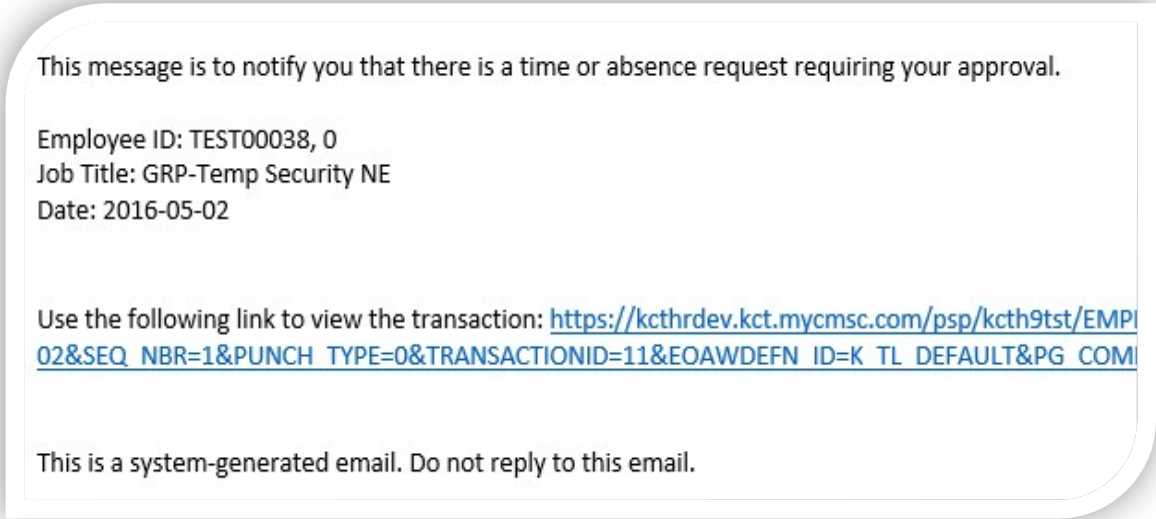 This message is to notify you that there is a time or absence request requiring your approval.
Employee ID: TEST00038, 0
Job Title: GRP-Temp Security NE
Date: 2016-05-02
Use the following link to view the transaction: https://kcthrdev.kct.mycmsc.com/psp/kcth9tst/EMPL
02&SEQ_NBR=1&PUNCH_TYPE=0&TRANSACTIONID=11&EOAWDEFN_ID=K_TL_DEFAULT&PG_COM
This is a system-generated email. Do not reply to this email.